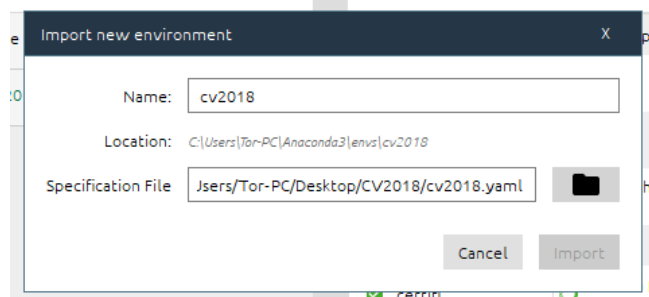 Import new environment X
Name: cv2018
Location: C:\Users\Tor-PC\Anaconda3\envs\cv2018
Specification File Jsers/Tor-PC/Desktop/CV2018/cv2018.yaml
Cancel Import